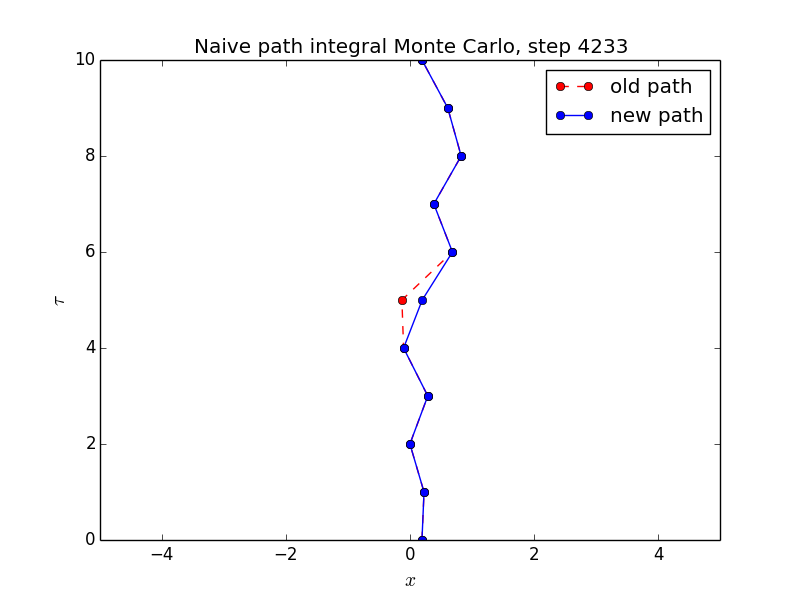 Naive path integral Monte Carlo, step 4233
old path
new path
10
8
6
4
2
0
τ
−4
−2
0
2
4
x